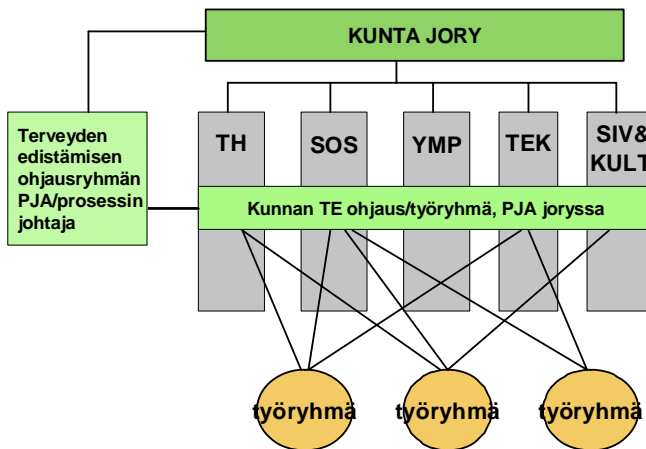 KUNTA JORY
Terveyden
edistämisen
ohjausryhmän
PJA/prosessin
johtaja
TH
SOS
YMP
TEK
SIV&
KULT
Kunnan TE ohjaus/työryhmä, PJA joryssa
työryhmä
työryhmä
työryhmä